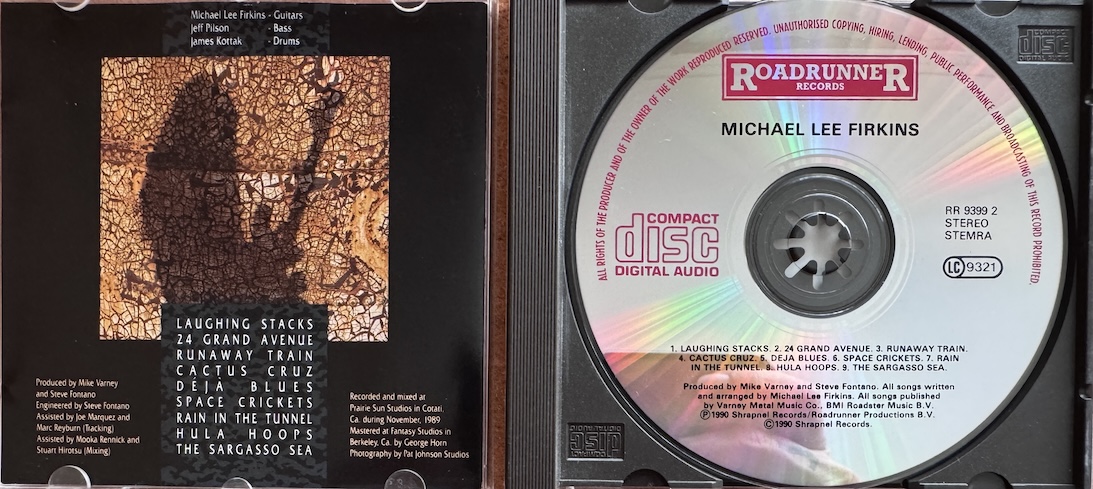 Michael Lee Firkins - Guitars
Jeff Pilson - Bass
James Kottak - Drums
LAUGHING STACKS
24 GRAND AVENUE
RUNAWAY TRAIN
CACTUS CRUZ
DÉJÀ BLUES
SPACE CRICKETS
RAIN IN THE TUNNEL
HULA HOOPS
THE SARGASSO SEA
Produced by Mike Varney
and Steve Fontano
Engineered by Steve Fontano
Assisted by Joe Marquez and
Marc Reyburn (Tracking)
Assisted by Mooka Rennick and
Stuart Hirotsu (Mixing)
Recorded and mixed at
Prairie Sun Studios in Cotati,
Ca. during November, 1989
Mastered at Fantasy Studios in
Berkeley, Ca. by George Horn
Photography by Pat Johnson Studios
ALL RIGHTS OF THE PRODUCER AND OF THE OWNER OF THE WORK REPRODUCED RESERVED. UNAUTHORISED COPYING, HIRING, LENDING, PUBLIC PERFORMANCE AND BROADCASTING OF THIS RECORD PROHIBITED.
ROADRUNNER
RECORDS
MICHAEL LEE FIRKINS
COMPACT
disc
DIGITAL AUDIO
RR 9399 2
STEREO
STEMRA
LC 9321
1. LAUGHING STACKS. 2. 24 GRAND AVENUE. 3. RUNAWAY TRAIN.
4. CACTUS CRUZ. 5. DEJA BLUES. 6. SPACE CRICKETS. 7. RAIN
IN THE TUNNEL. 8. HULA HOOPS. 9. THE SARGASSO SEA.
Produced by Mike Varney and Steve Fontano. All songs written
and arranged by Michael Lee Firkins. All songs published
by Varney Metal Music Co., BMI Roadster Music B.V.
Ⓟ1990 Shrapnel Records/Roadrunner Productions B.V.
©1990 Shrapnel Records.
COMPACT
disc
DIGITAL AUDIO
COMPACT
disc
DIGITAL AUDIO